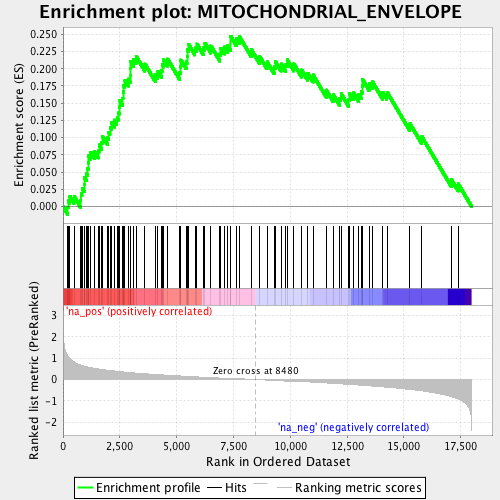 Enrichment plot: MITOCHONDRIAL_ENVELOPE
Enrichment score (ES)
0.250
0.225
0.200
0.175
0.150
0.125
0.100
0.075
0.050
0.025
0.000
Ranked list metric (PreRanked)
'na_pos' (positively correlated)
3
2
1
0
-1
-2
Zero cross at 8480
'na_neg' (negatively correlated)
0
2,500
5,000
7,500
10,000
12,500
15,000
17,500
Rank in Ordered Dataset
Enrichment profile
Hits
Ranking metric scores